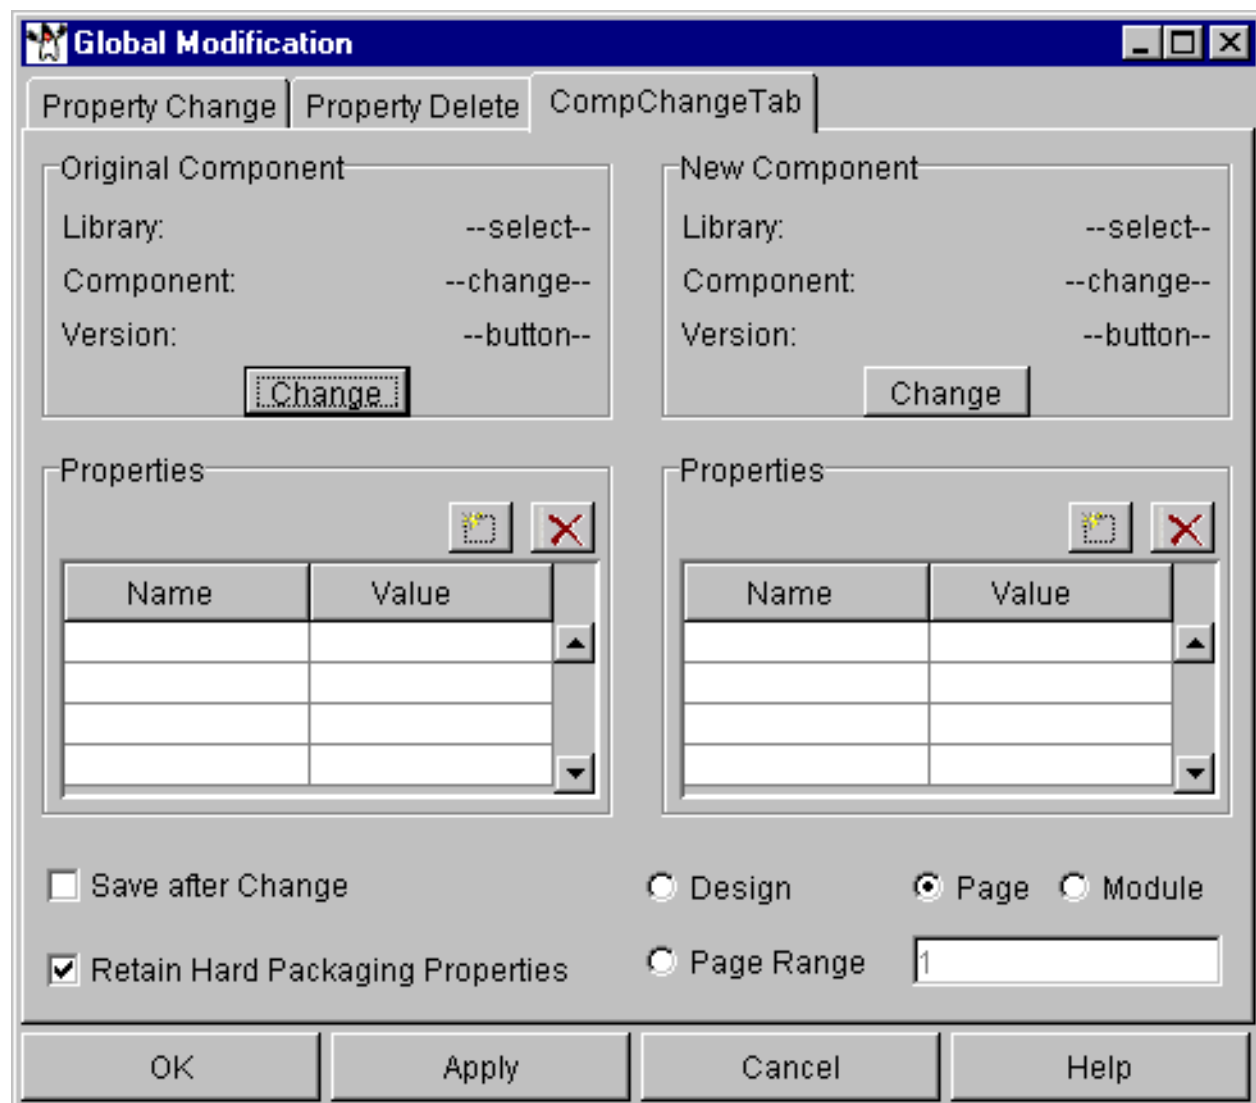 Global Modification
Property Change Property Delete CompChangeTab
Original Component New Component
Library: --select-- Library: --select--
Component: --change-- Component: --change--
Version: --button-- Version: --button--
Change Change
Properties Properties
Name Value Name Value
Save after Change Design Page Module
Retain Hard Packaging Properties Page Range 1
OK Apply Cancel Help